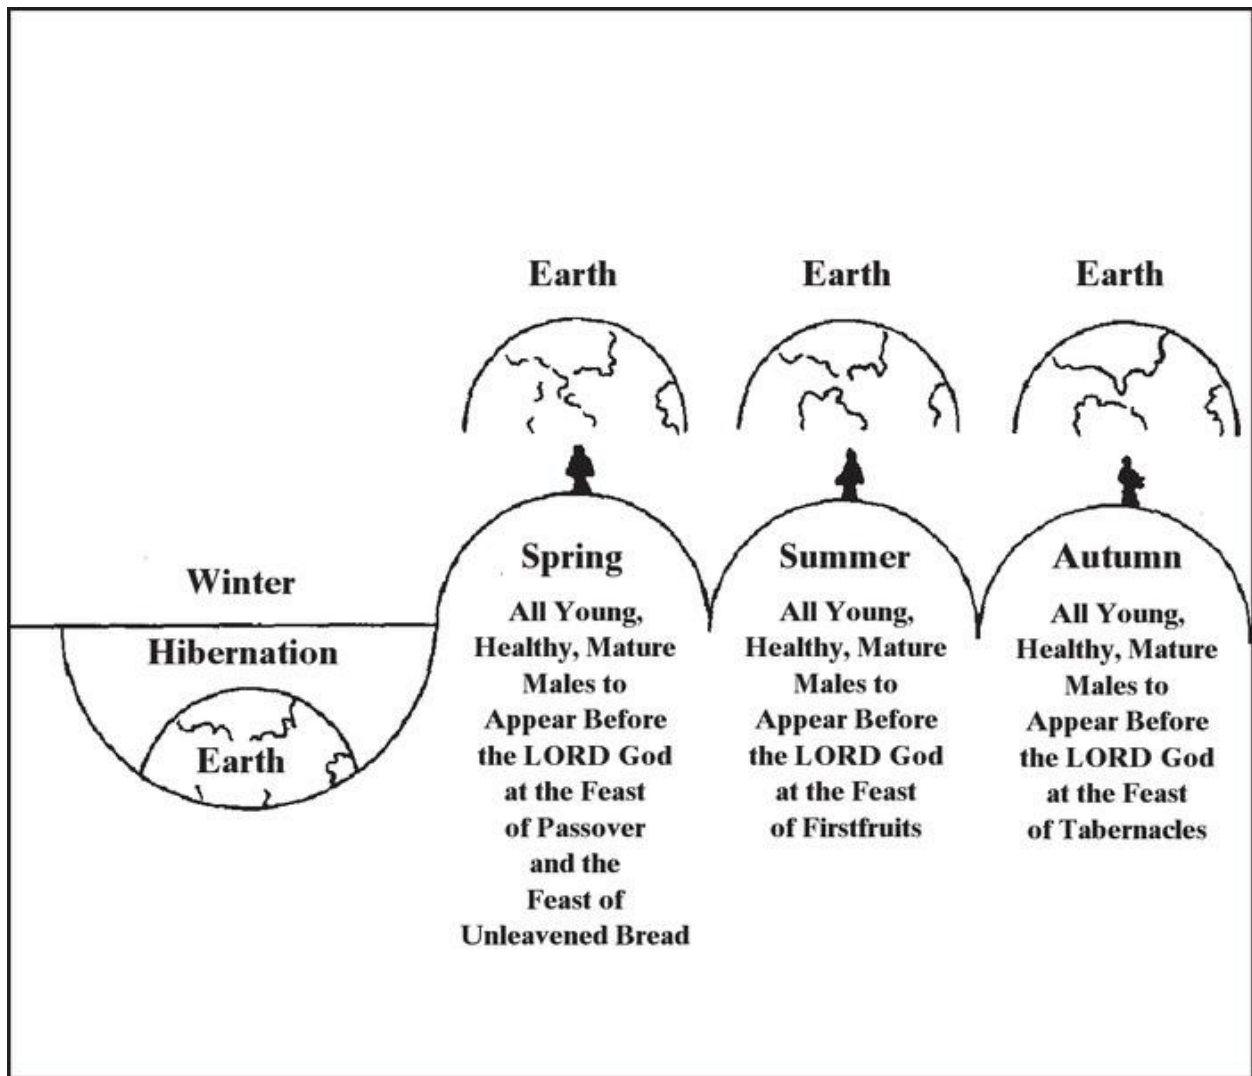 Earth
Earth
Earth
Winter
Hibernation
Earth
Spring
All Young,
Healthy, Mature
Males to
Appear Before
the LORD God
at the Feast
of Passover
and the
Feast of
Unleavened Bread
Summer
All Young,
Healthy, Mature
Males to
Appear Before
the LORD God
at the Feast
of Firstfruits
Autumn
All Young,
Healthy, Mature
Males to
Appear Before
the LORD God
at the Feast
of Tabernacles